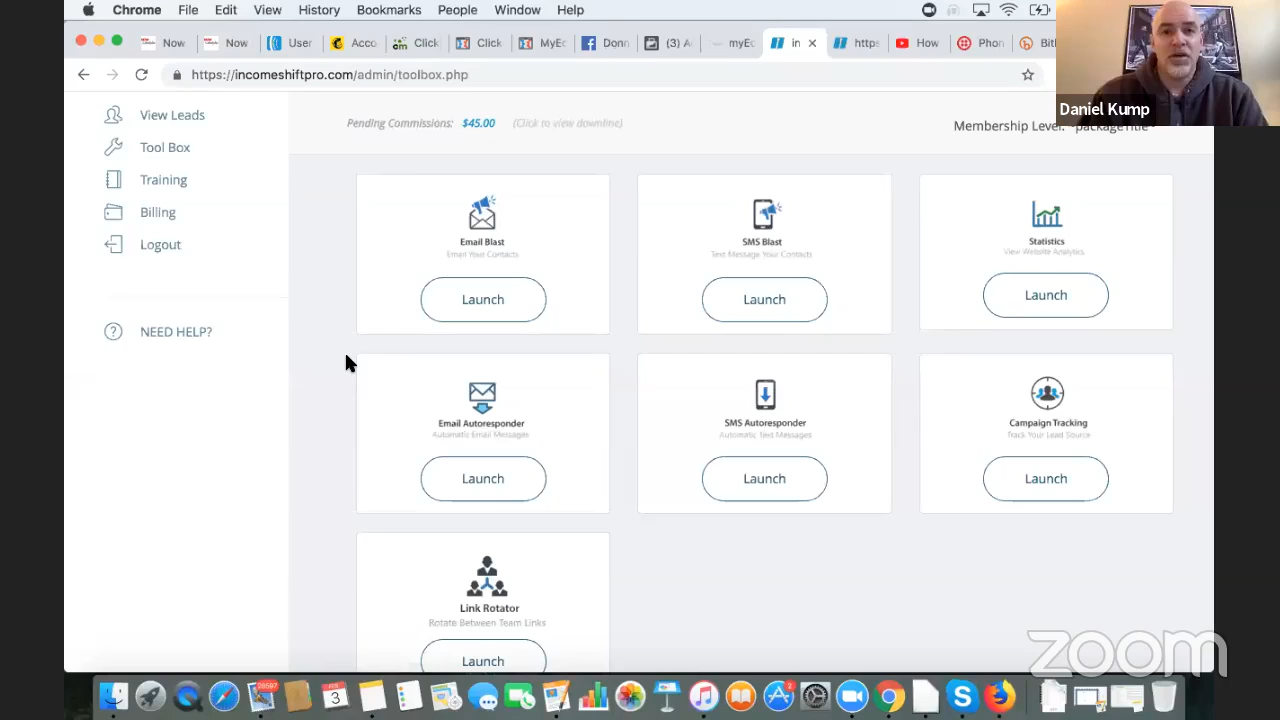 Chrome File Edit View History Bookmarks People Window Help
Now Now User Acco Click Click MyEc Donn (3) A myEc in https How Phon Bitl
https://incomeshiftpro.com/admin/toolbox.php
Daniel Kump
View Leads
Tool Box
Training
Billing
Logout
NEED HELP?
Pending Commissions: $45.00 (Click to view downline)
Membership Level: *packageTitle*
Email Blast
Email Your Contacts
Launch
SMS Blast
Text Message Your Contacts
Launch
Statistics
View Website Analytics
Launch
Email Autoresponder
Automatic Email Messages
Launch
SMS Autoresponder
Automatic Text Messages
Launch
Campaign Tracking
Track Your Lead Source
Launch
Link Rotator
Rotate Between Team Links
Launch
zoom